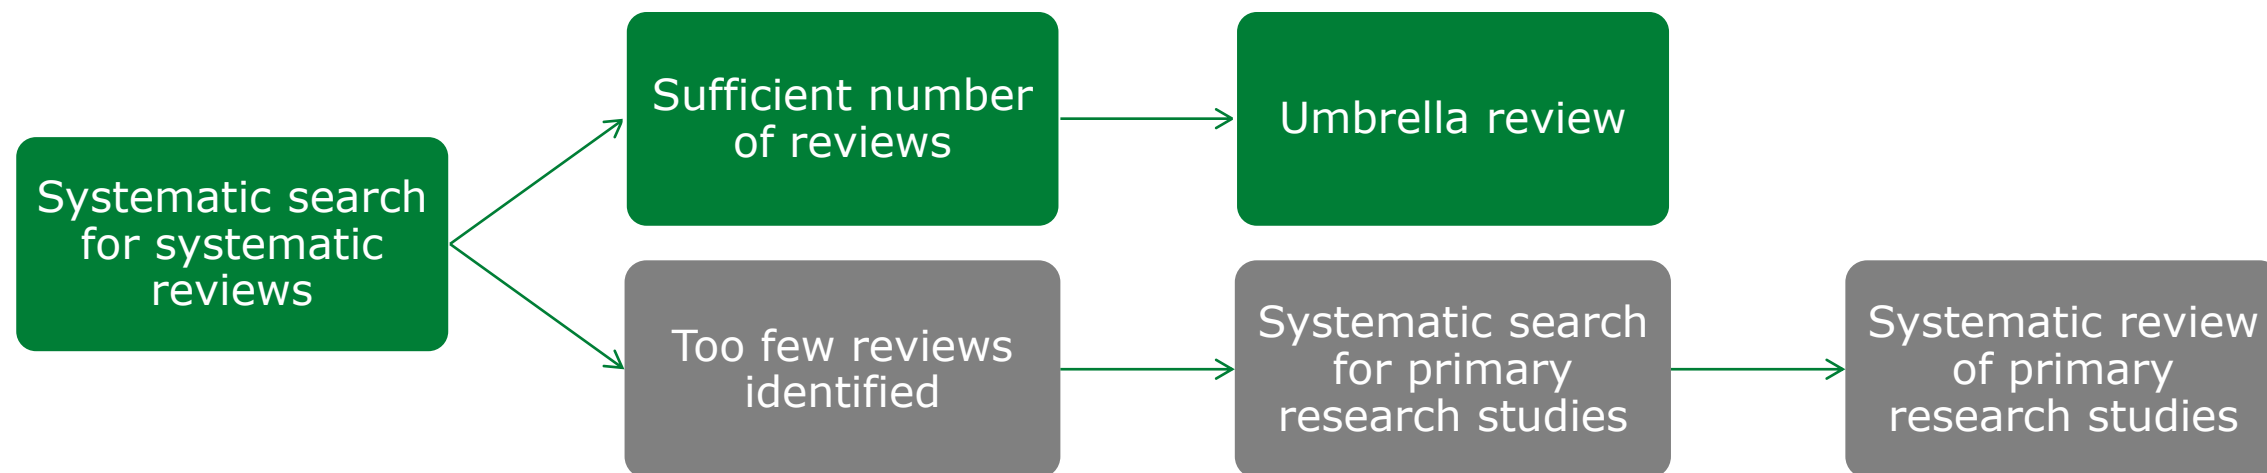 Systematic search
for systematic
reviews
Sufficient number
of reviews
Umbrella review
Too few reviews
identified
Systematic search
for primary
research studies
Systematic review
of primary
research studies